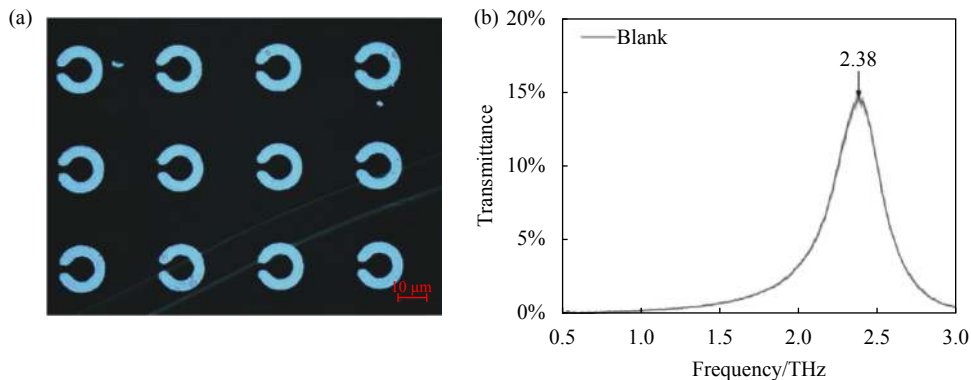 (a)
10 μm
(b)
20%
15%
10%
5%
0%
Transmittance
Blank
2.38
0.5 1.0 1.5 2.0 2.5 3.0
Frequency/THz